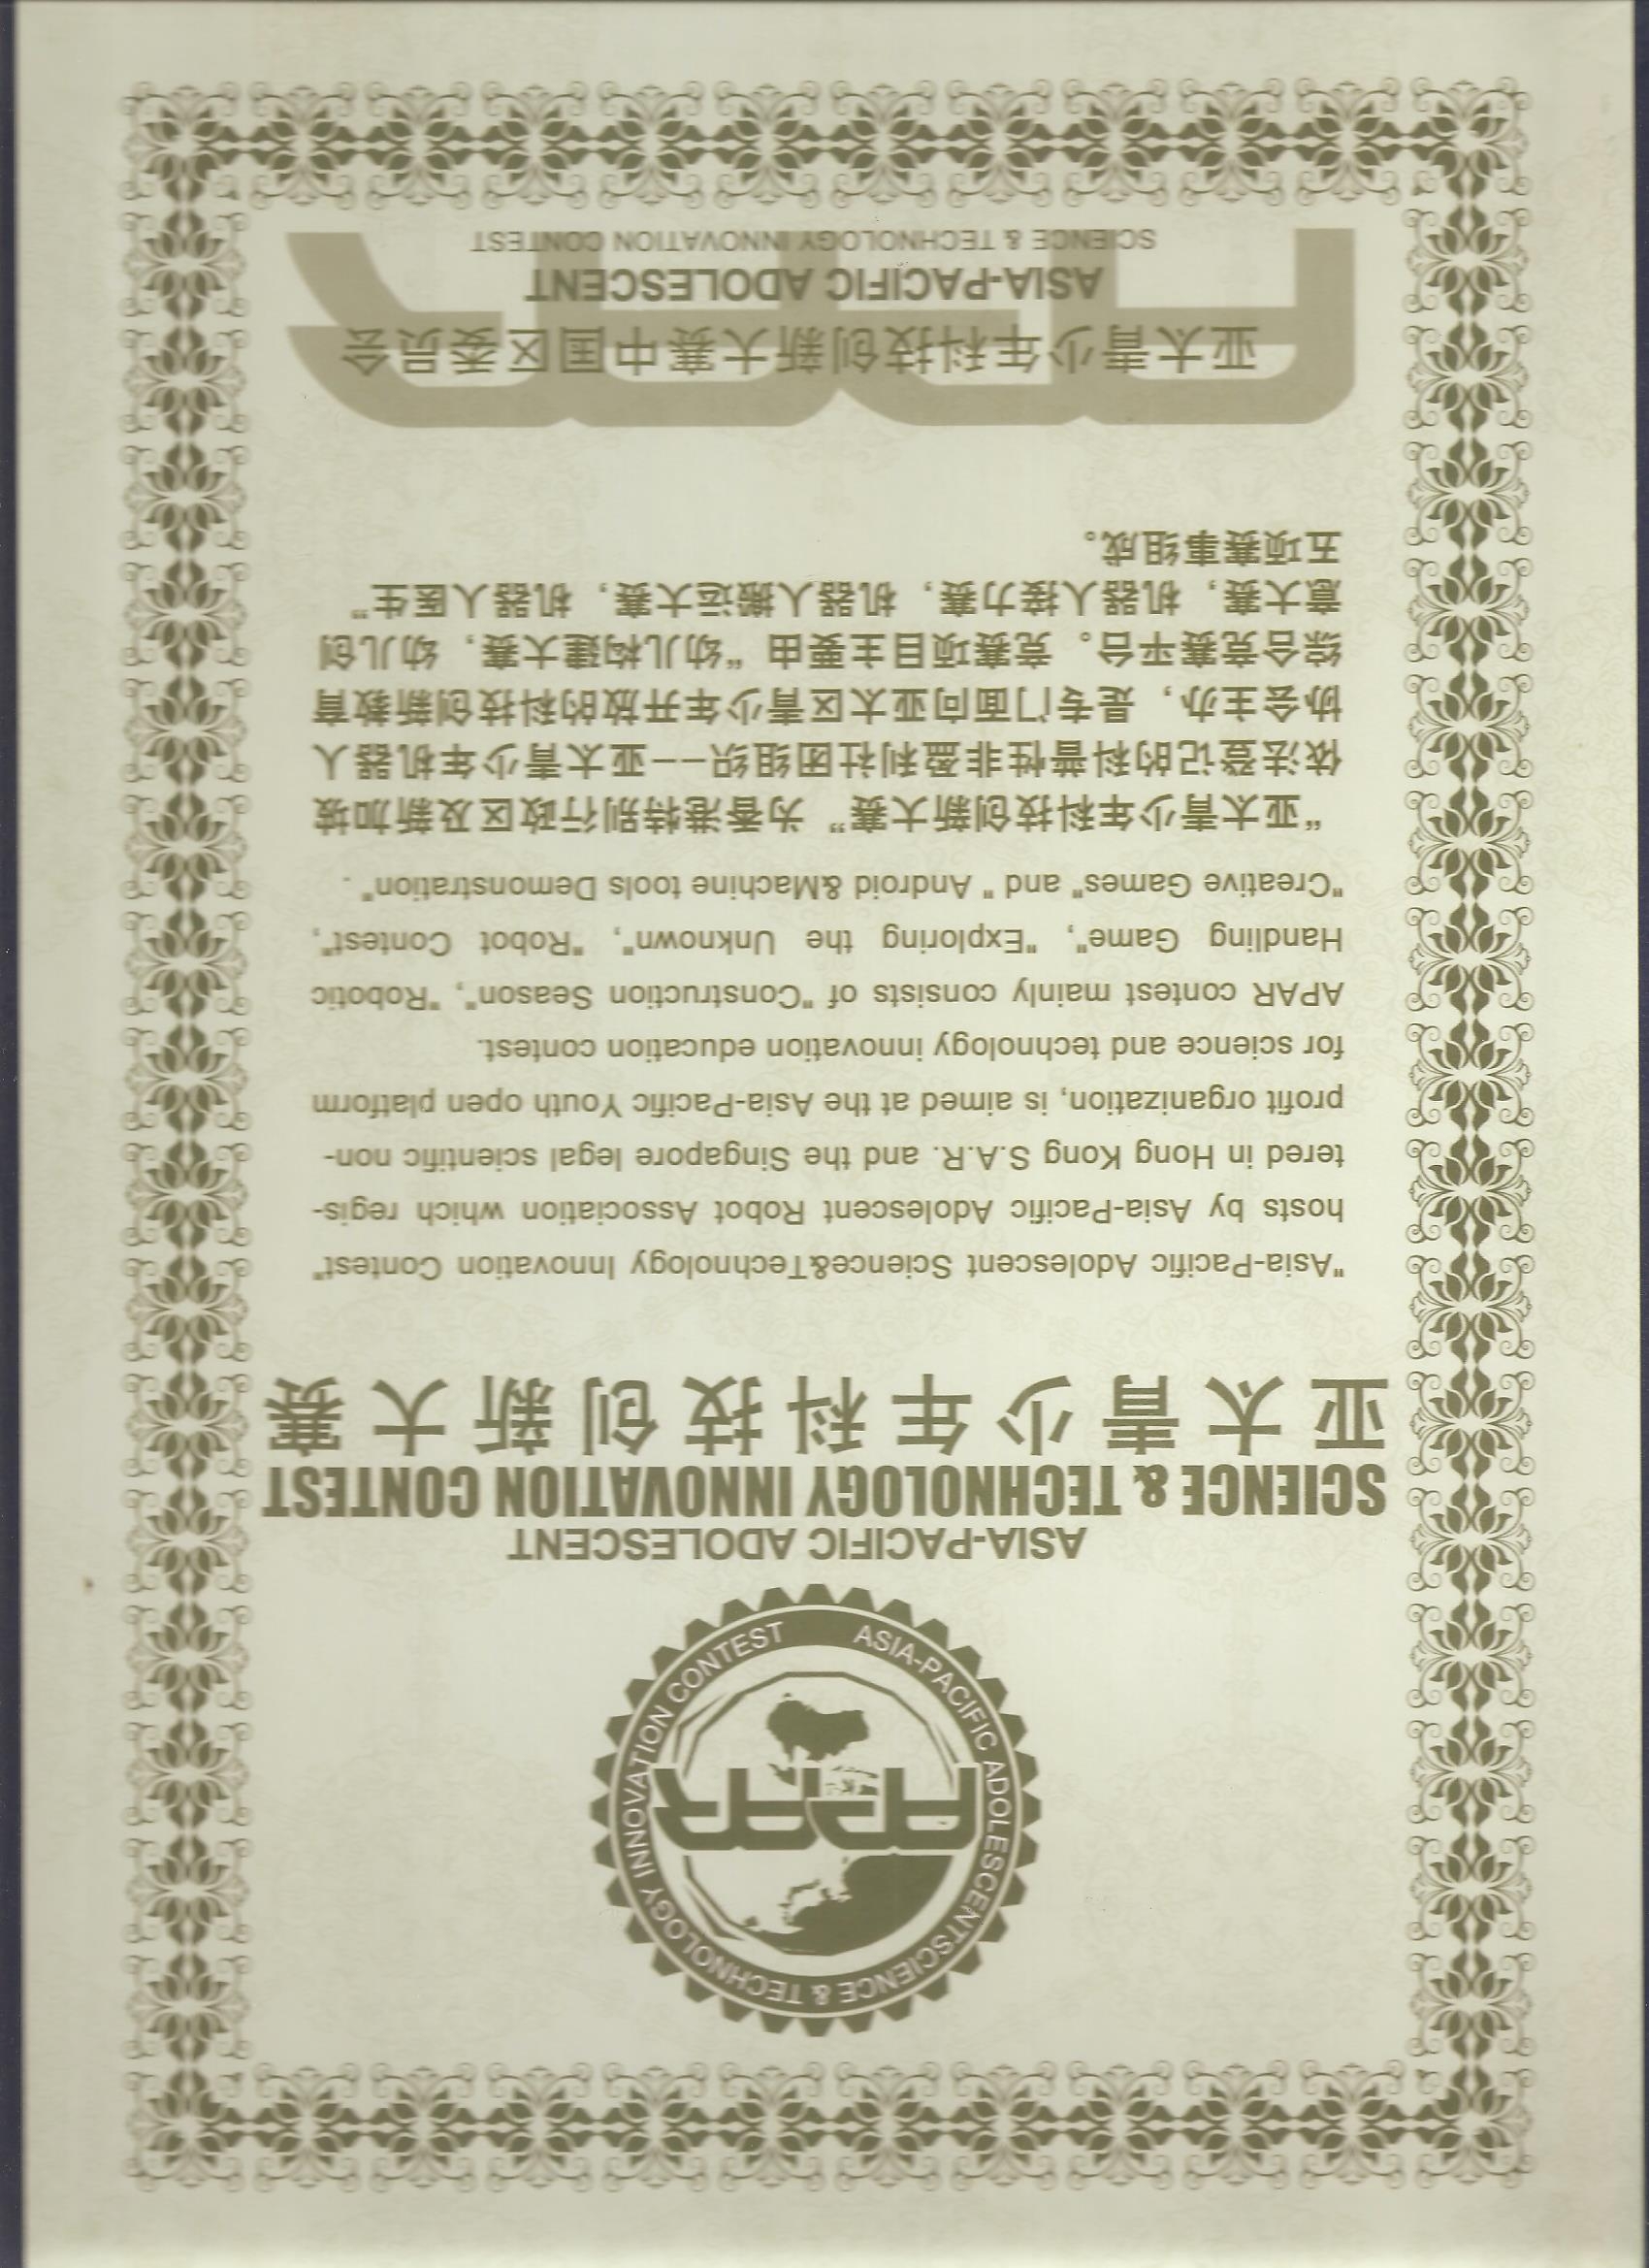 ASIA-PACIFIC ADOLESCENTSCIENCE & TECHNOLOGY INNOVATION CONTEST
APAR
ASIA-PACIFIC ADOLESCENT
SCIENCE & TECHNOLOGY INNOVATION CONTEST
亚太青少年科技创新大赛
"Asia-Pacific Adolescent Science&Technology Innovation Contest"
hosts by Asia-Pacific Adolescent Robot Association which regis-
tered in Hong Kong S.A.R. and the Singapore legal scientific non-
profit organization, is aimed at the Asia-Pacific Youth open platform
for science and technology innovation education contest.
APAR contest mainly consists of "Construction Season", "Robotic
Handling Game", "Exploring the Unknown", "Robot Contest",
"Creative Games" and " Android &Machine tools Demonstration" .
“亚太青少年科技创新大赛”为香港特别行政区及新加坡
依法登记的科普性非盈利社团组织--亚太青少年机器人
协会主办，是专门面向亚太区青少年开放的科技创新教育
综合竞赛平台。竞赛项目主要由“幼儿构建大赛，幼儿创
意大赛，机器人接力赛，机器人搬运大赛，机器人医生”
五项赛事组成。
APAR
亚太青少年科技创新大赛中国区委员会
ASIA-PACIFIC ADOLESCENT
SCIENCE & TECHNOLOGY INNOVATION CONTEST